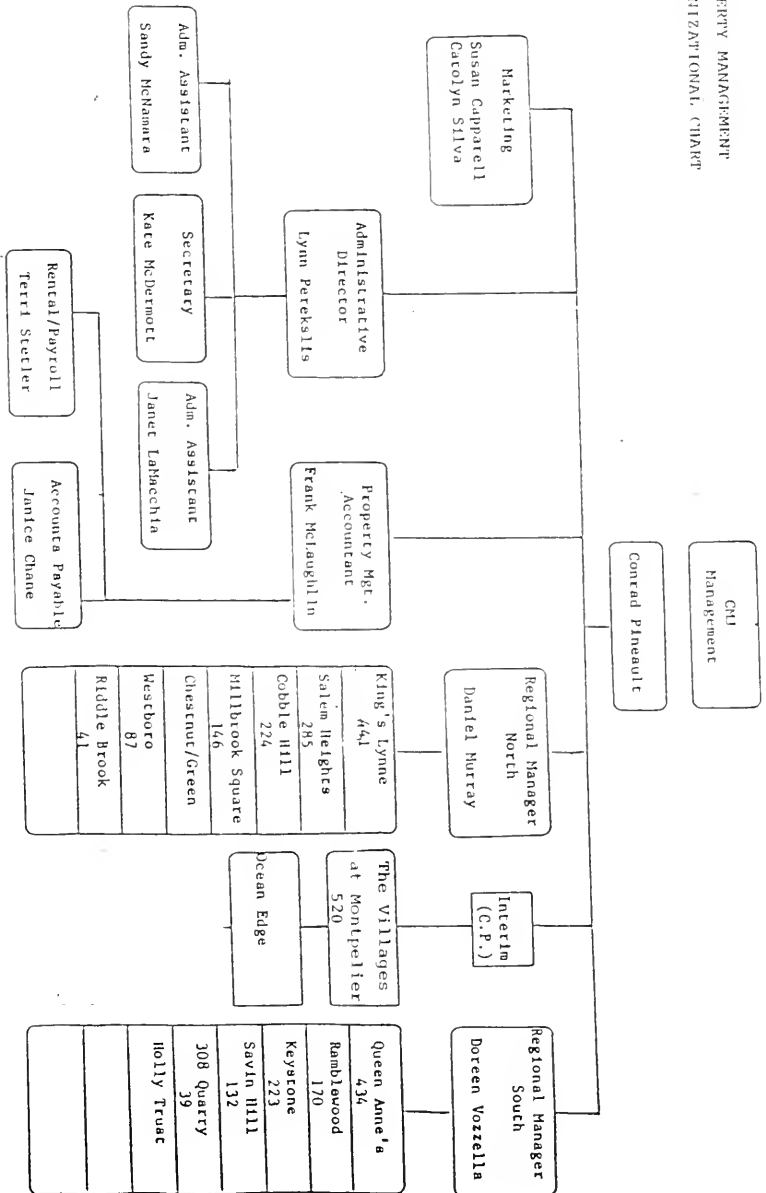 ERTY MANAGEMENT
NIZATIONAL CHART
CMJ
Management
Conrad Pineault
Marketing
Susan Capparell
Carolyn Silva
Administrative
Director
Lynn Perekslis
Property Mgt.
Accountant
Frank McLaughlin
Regional Manager
North
Daniel Murray
Interim
(C.P.)
Regional Manager
South
Doreen Vozzella
Adm. Assistant
Sandy McNamara
Secretary
Kate McDermott
Adm. Assistant
Janet LaMacchia
Rental/Payroll
Terri Stetler
Accounts Payable
Janice Chane
King's Lynne
441
Salem Heights
285
Cobble Hill
224
Millbrook Square
146
Chestnut/Green
Westboro
87
Riddle Brook
41
The Villages
at Montpelier
520
Ocean Edge
Queen Anne's
434
Ramblewood
170
Keystone
223
Savin Hill
132
308 Quarry
39
Holly Trust